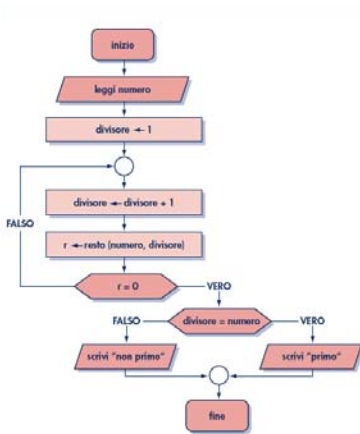 inizio
leggi numero
divisore ← 1
divisore ← divisore + 1
FALSO
r ← resto (numero, divisore)
r = 0
VERO
FALSO
divisore = numero
VERO
scrivi "non primo"
scrivi "primo"
fine